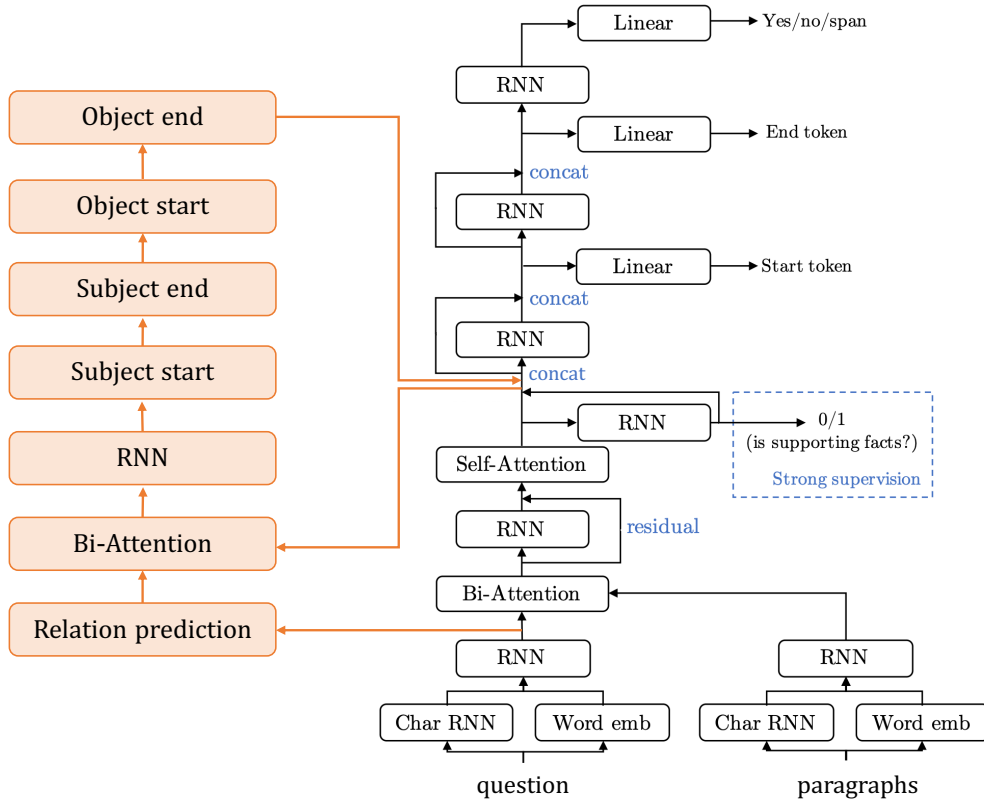 Linear
Yes/no/span
RNN
Object end
Linear
End token
concat
Object start
RNN
Linear
Start token
Subject end
concat
RNN
Subject start
concat
RNN
0/1
(is supporting facts?)
RNN
Self-Attention
Strong supervision
RNN
residual
Bi-Attention
Bi-Attention
Relation prediction
RNN
RNN
Char RNN
Word emb
Char RNN
Word emb
question
paragraphs